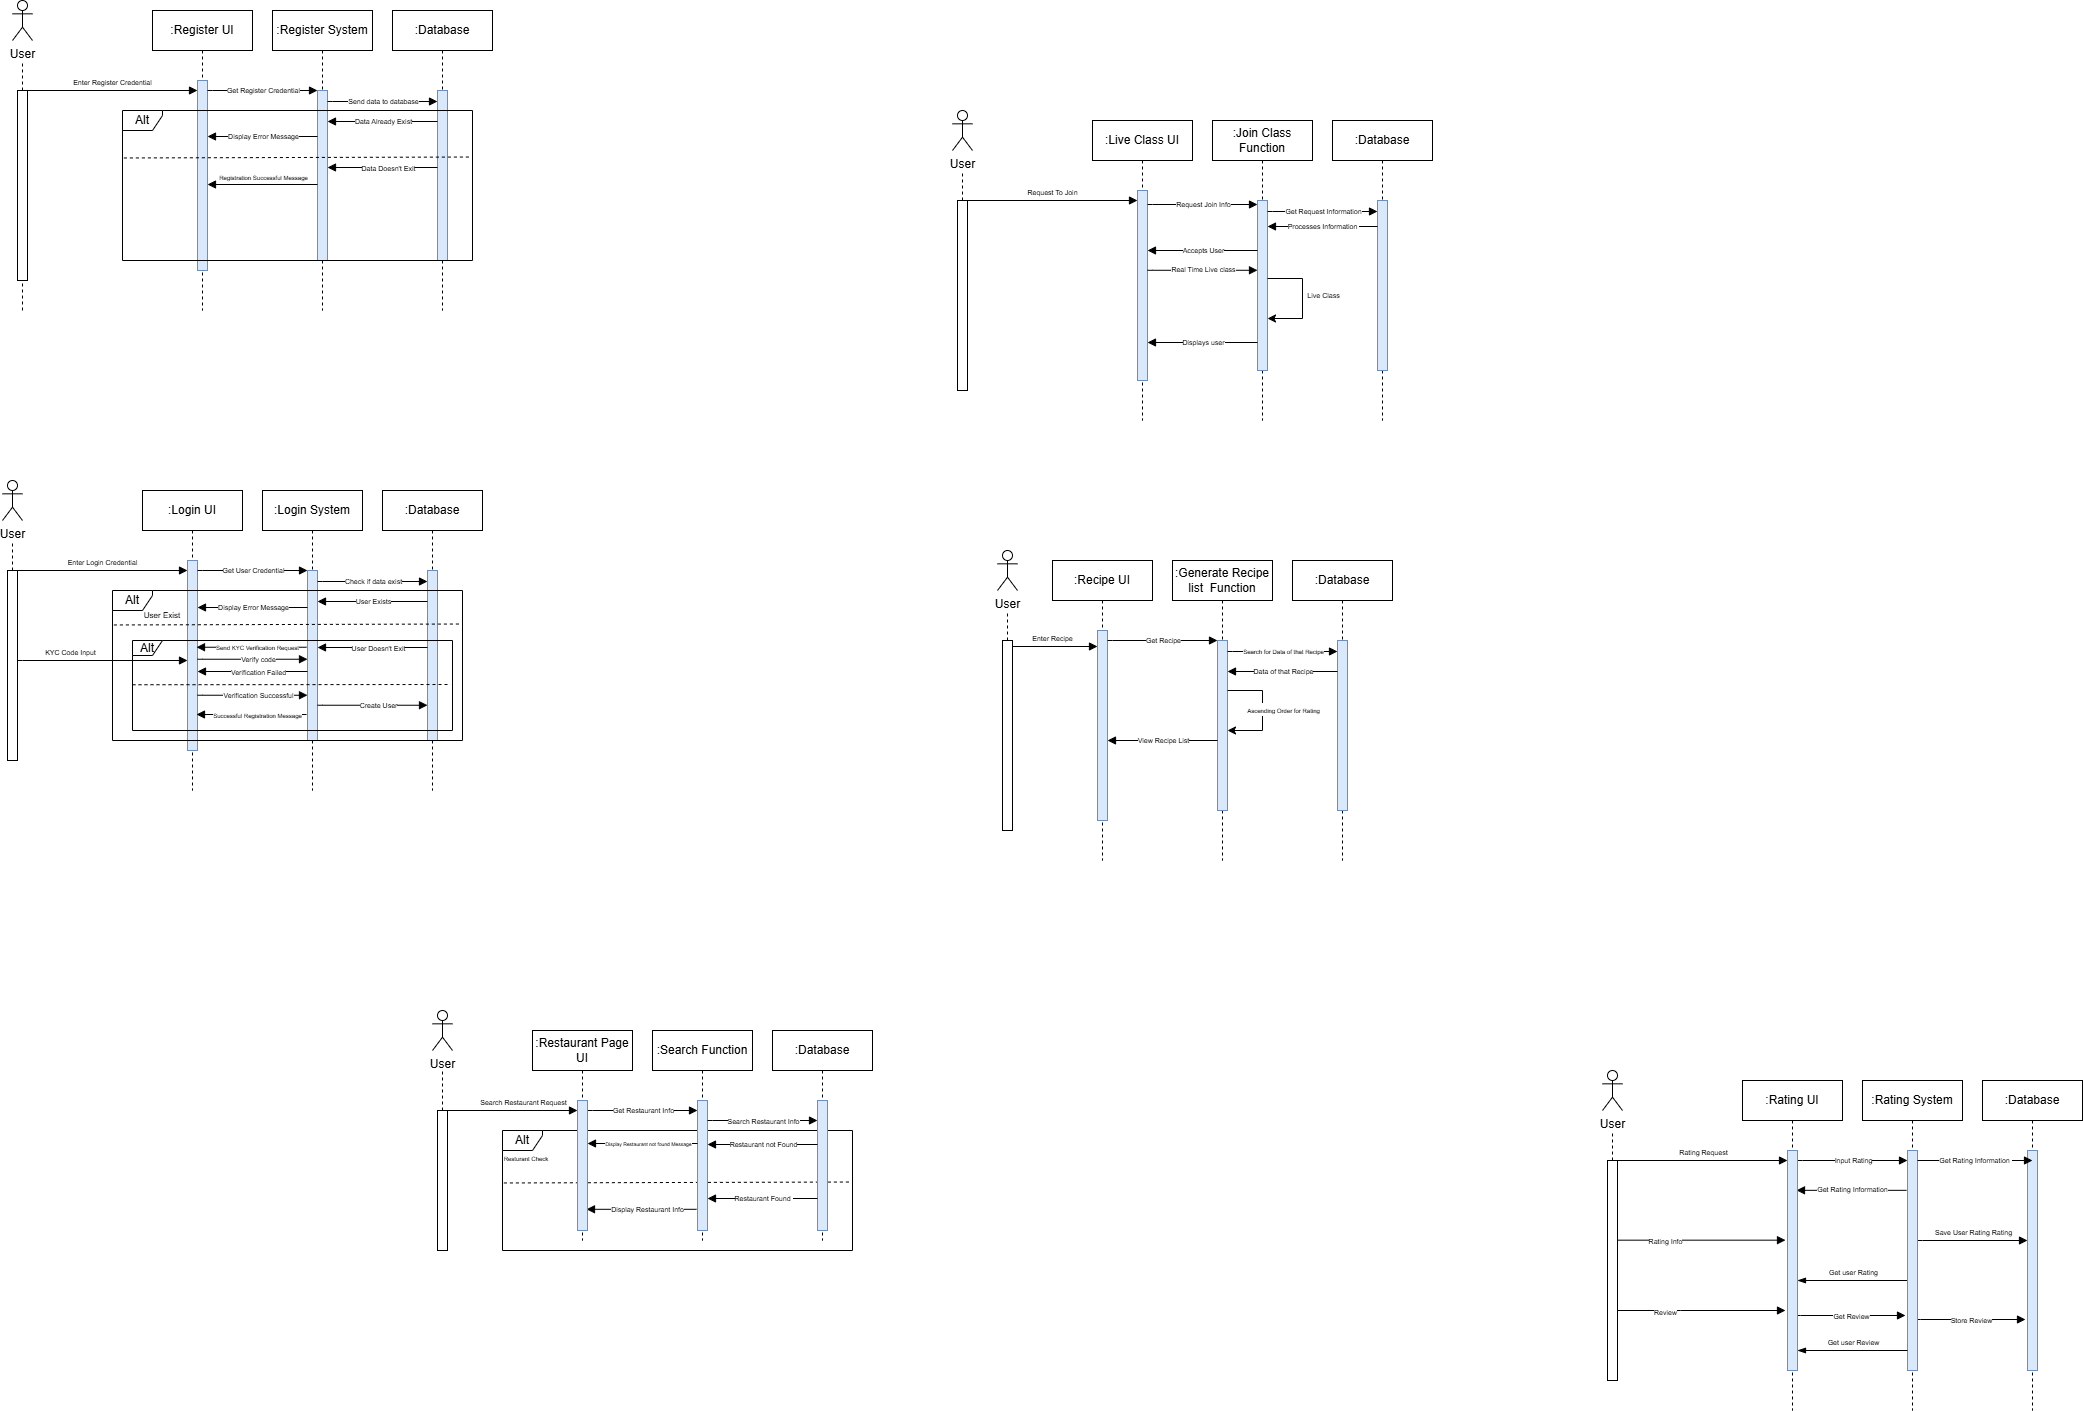 User
:Register UI
:Register System
:Database
Enter Register Credential
Get Register Credential
Send data to database
Alt
Data Already Exist
Display Error Message
Data Doesn't Exit
Registration Successful Message
User
:Live Class UI
:Join Class
Function
:Database
Request To Join
Request Join Info
Get Request Information
Processes Information
Accepts User
Real Time Live class
Live Class
Displays user
User
:Login UI
:Login System
:Database
Enter Login Credential
Get User Credential
Check if data exist
Alt
User Exists
Display Error Message
User Exist
Alt
Send KYC Verification Request
User Doesn't Exit
KYC Code Input
Verify code
Verification Failed
Verification Successful
Create User
Successful Registration Message
User
:Recipe UI
:Generate Recipe
list Function
:Database
Enter Recipe
Get Recipe
Search for Data of that Recipe
Data of that Recipe
Ascending Order for Rating
View Recipe List
User
:Restaurant Page
UI
:Search Function
:Database
Search Restaurant Request
Get Restaurant Info
Search Restaurant Info
Alt
Display Restaurant not found Message
Restaurant not Found
Resturant Check
Restaurant Found
Display Restaurant Info
User
:Rating UI
:Rating System
:Database
Rating Request
Input Rating
Get Rating Information
Get Rating Information
Rating Info
Save User Rating Rating
Get user Rating
Review
Get Review
Store Review
Get user Review